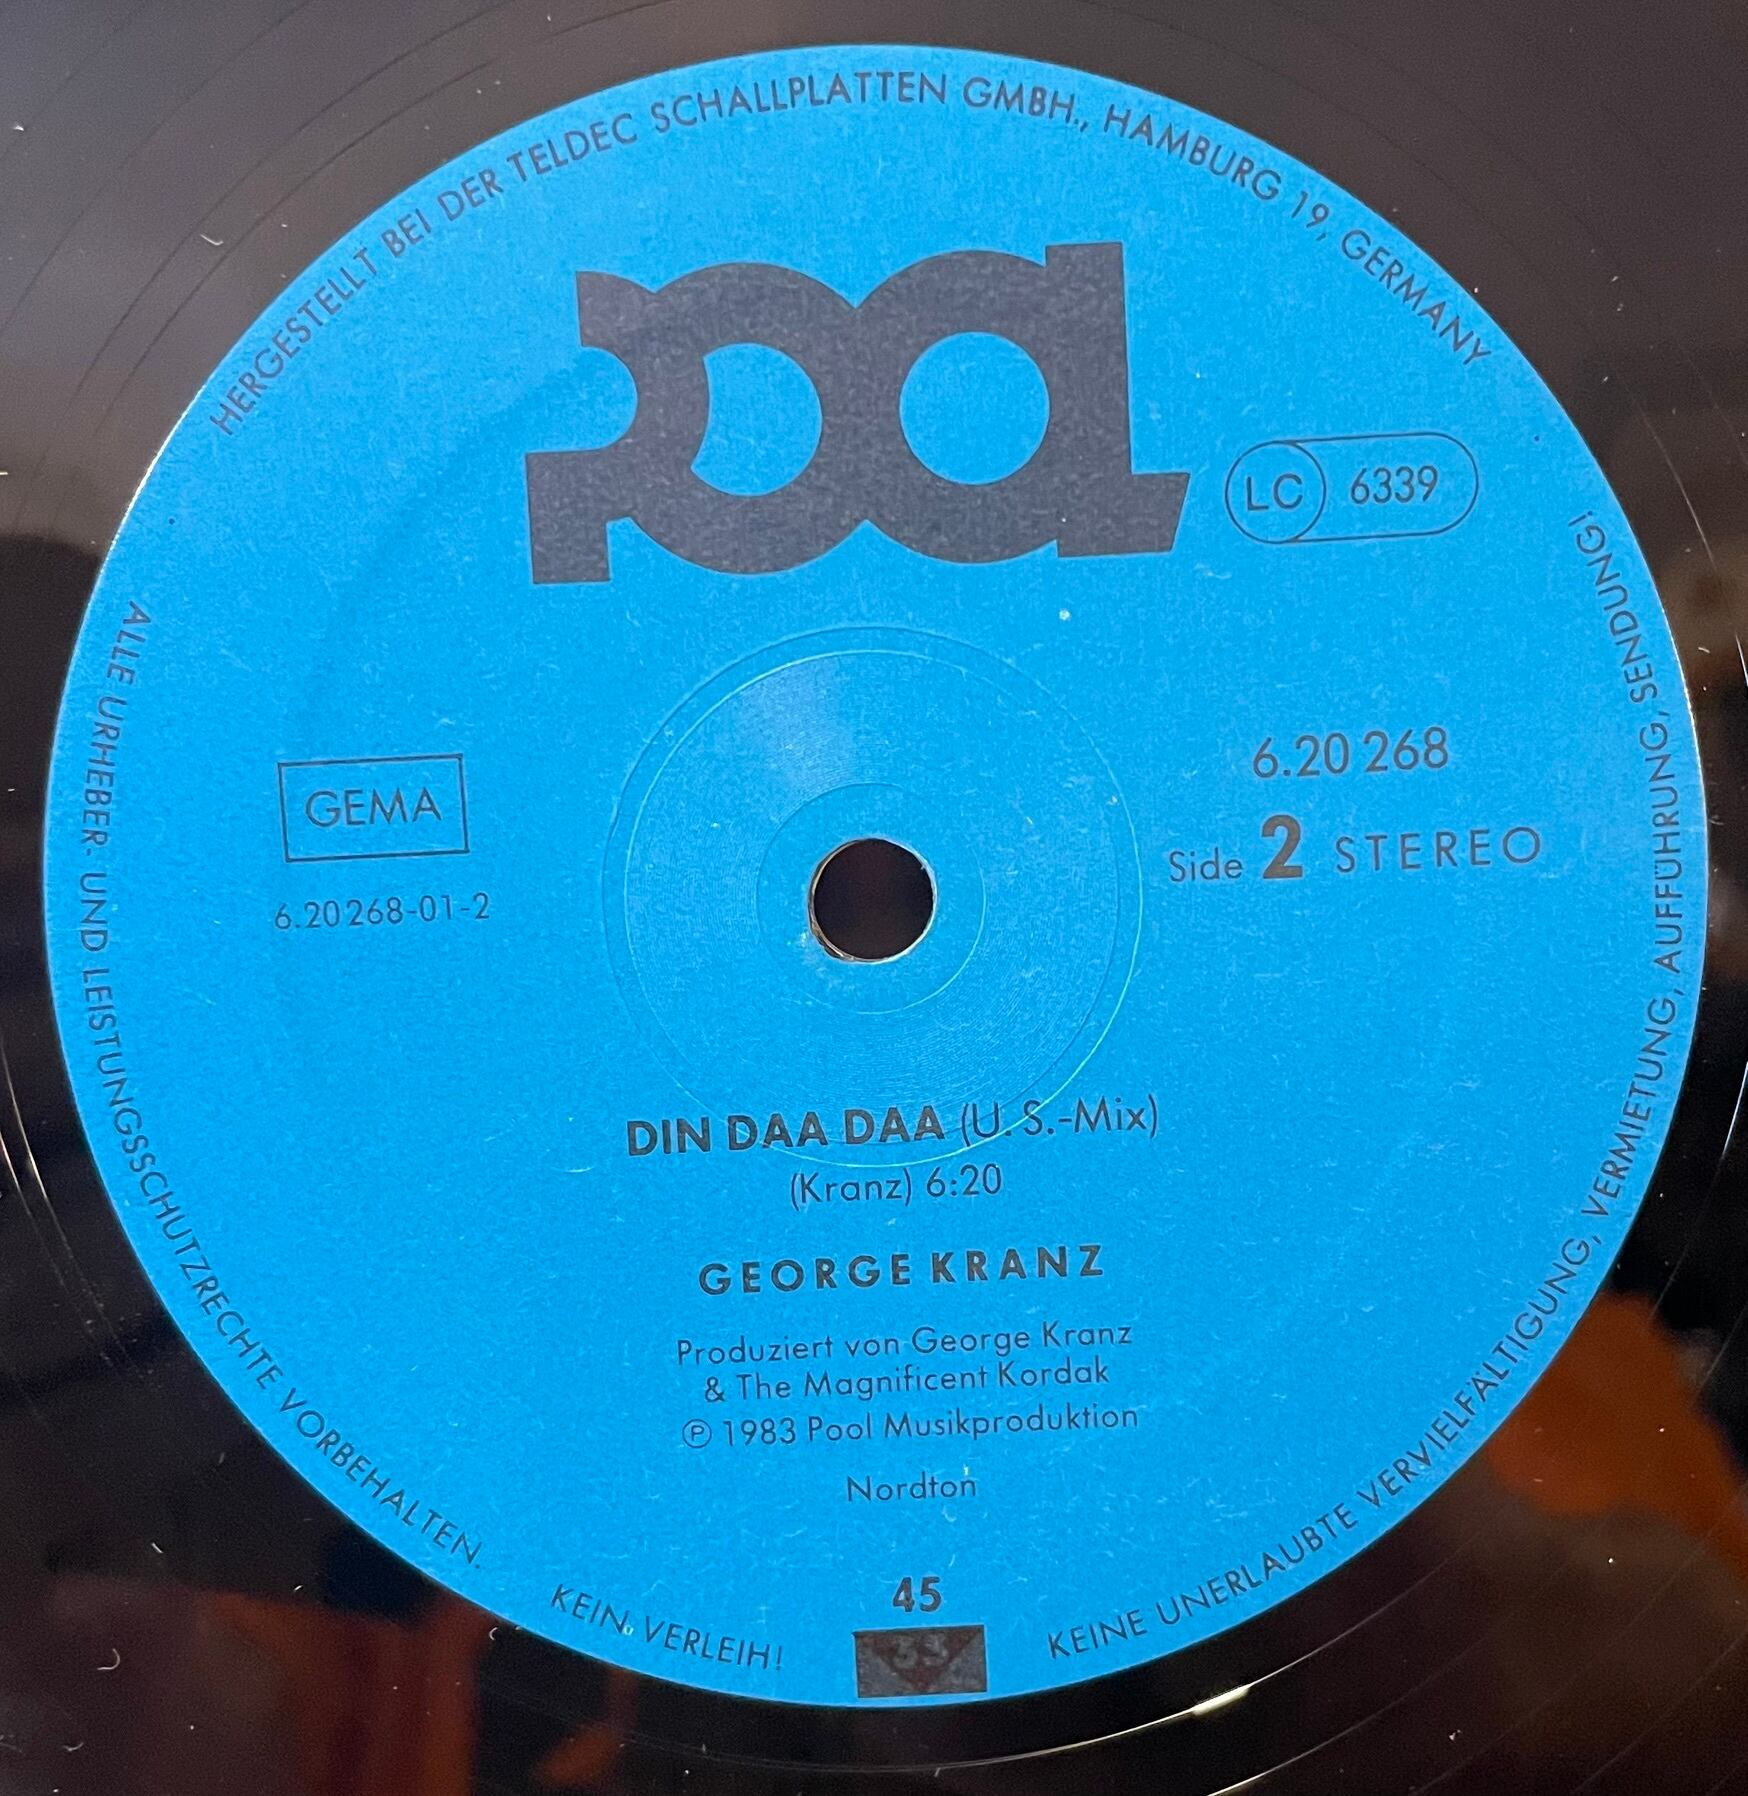 HERGESTELLT BEI DER TELDEC SCHALLPLATTEN GMBH., HAMBURG 19, GERMANY
pool
LC 6339
GEMA
6.20268-01-2
6.20 268
Side 2 STEREO
DIN DAA DAA (U.S.-Mix)
(Kranz) 6:20
GEORGE KRANZ
Produziert von George Kranz
& The Magnificent Kordak
℗ 1983 Pool Musikproduktion
Nordton
45
33
ALLE URHEBER- UND LEISTUNGSSCHUTZRECHTE VORBEHALTEN. KEIN VERLEIH! KEINE UNERLAUBTE VERVIELFÄLTIGUNG, VERMIETUNG, AUFFÜHRUNG, SENDUNG!